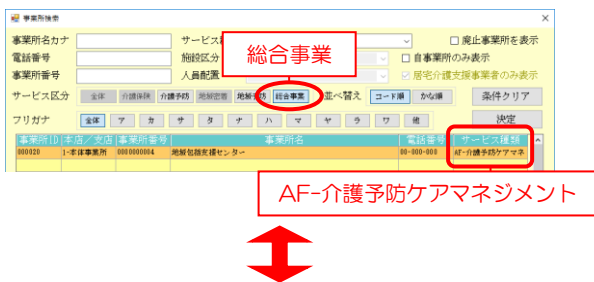 事業所検索
事業所名カナ サービス 廃止事業所を表示
電話番号 施設区分 自事業所のみ表示
事業所番号 人員配置 居宅介護支援事業者のみ表示
総合事業
サービス区分 全体 介護保険 介護予防 地域密着 地域予防 総合事業 並べ替え コード順 かな順 条件クリア
フリガナ 全体 ア カ サ タ ナ ハ マ ヤ ラ ワ 他 決定
事業所ID 本店/支店 事業所番号 事業所名 電話番号 サービス種類
000020 1-本体事業所 0000000004 地域包括支援センター 00-000-000 AF-介護予防ケアマネ
AF-介護予防ケアマネジメント